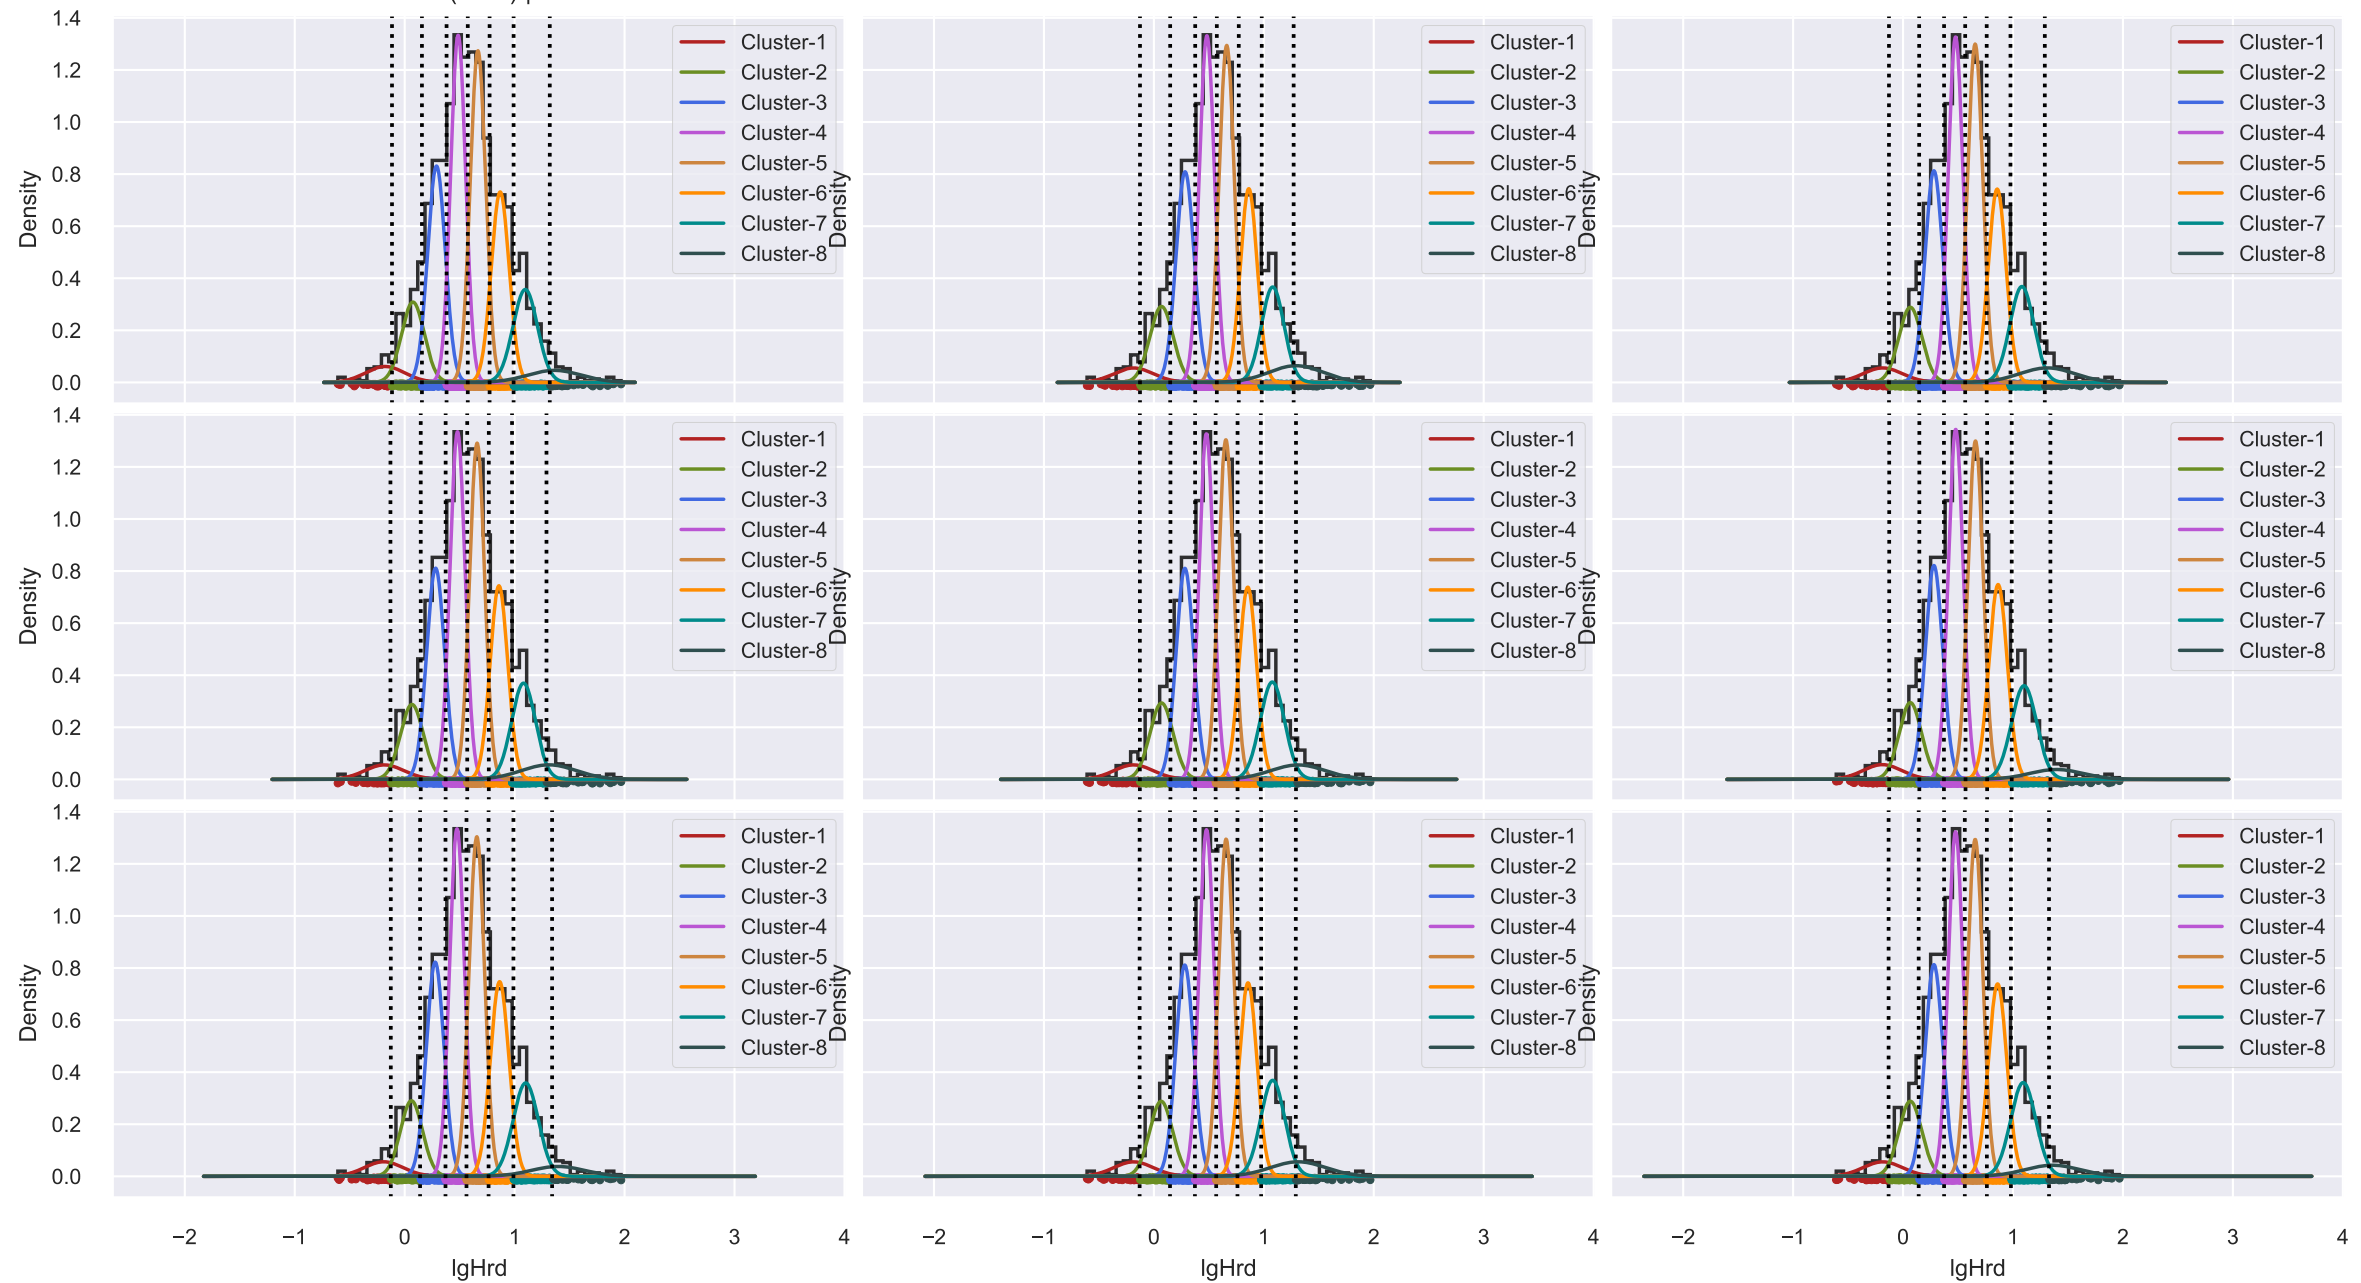 1.4
1.2
1.0
0.8
0.6
0.4
0.2
0.0
Density
Cluster-1
Cluster-2
Cluster-3
Cluster-4
Cluster-5
Cluster-6
Cluster-7
Cluster-8
Density
Cluster-1
Cluster-2
Cluster-3
Cluster-4
Cluster-5
Cluster-6
Cluster-7
Cluster-8
Density
Cluster-1
Cluster-2
Cluster-3
Cluster-4
Cluster-5
Cluster-6
Cluster-7
Cluster-8
1.4
1.2
1.0
0.8
0.6
0.4
0.2
0.0
Density
Cluster-1
Cluster-2
Cluster-3
Cluster-4
Cluster-5
Cluster-6
Cluster-7
Cluster-8
Density
Cluster-1
Cluster-2
Cluster-3
Cluster-4
Cluster-5
Cluster-6
Cluster-7
Cluster-8
Density
Cluster-1
Cluster-2
Cluster-3
Cluster-4
Cluster-5
Cluster-6
Cluster-7
Cluster-8
1.4
1.2
1.0
0.8
0.6
0.4
0.2
0.0
Density
Cluster-1
Cluster-2
Cluster-3
Cluster-4
Cluster-5
Cluster-6
Cluster-7
Cluster-8
Density
Cluster-1
Cluster-2
Cluster-3
Cluster-4
Cluster-5
Cluster-6
Cluster-7
Cluster-8
Density
Cluster-1
Cluster-2
Cluster-3
Cluster-4
Cluster-5
Cluster-6
Cluster-7
Cluster-8
−2 −1 0 1 2 3 4
−2 −1 0 1 2 3 4
−2 −1 0 1 2 3 4
lgHrd
lgHrd
lgHrd